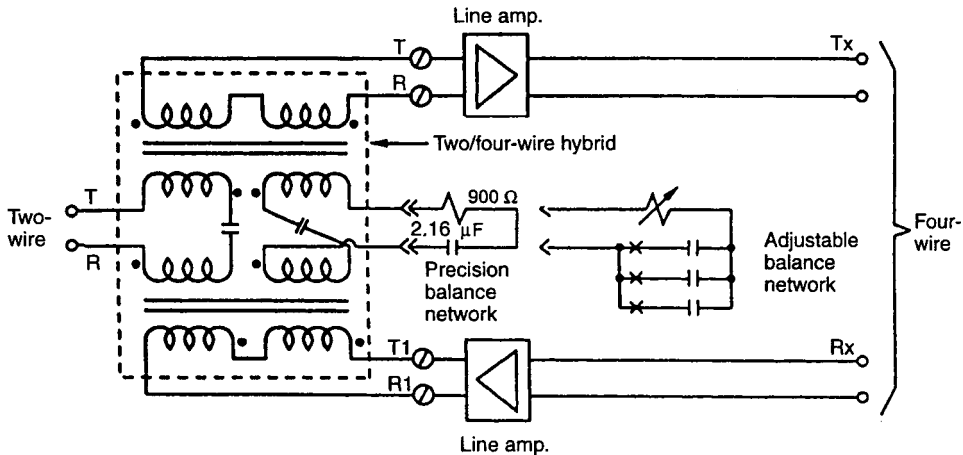 Line amp.
T
R
Tx
Two/four-wire hybrid
T
Two-
wire
R
900 Ω
2.16 μF
Precision
balance
network
Adjustable
balance
network
Four-
wire
T1
R1
Rx
Line amp.